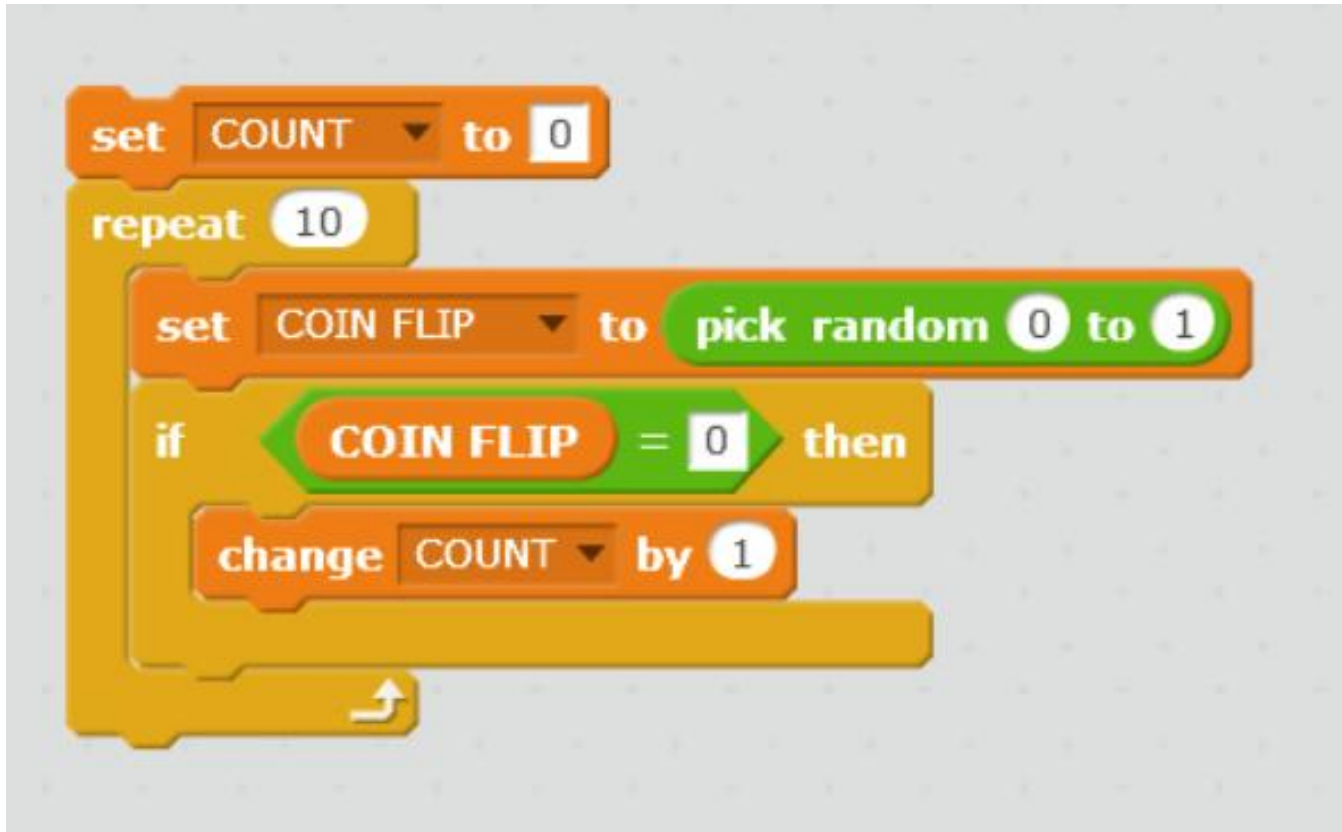 set COUNT to 0
repeat 10
set COIN FLIP to pick random 0 to 1
if COIN FLIP = 0 then
change COUNT by 1